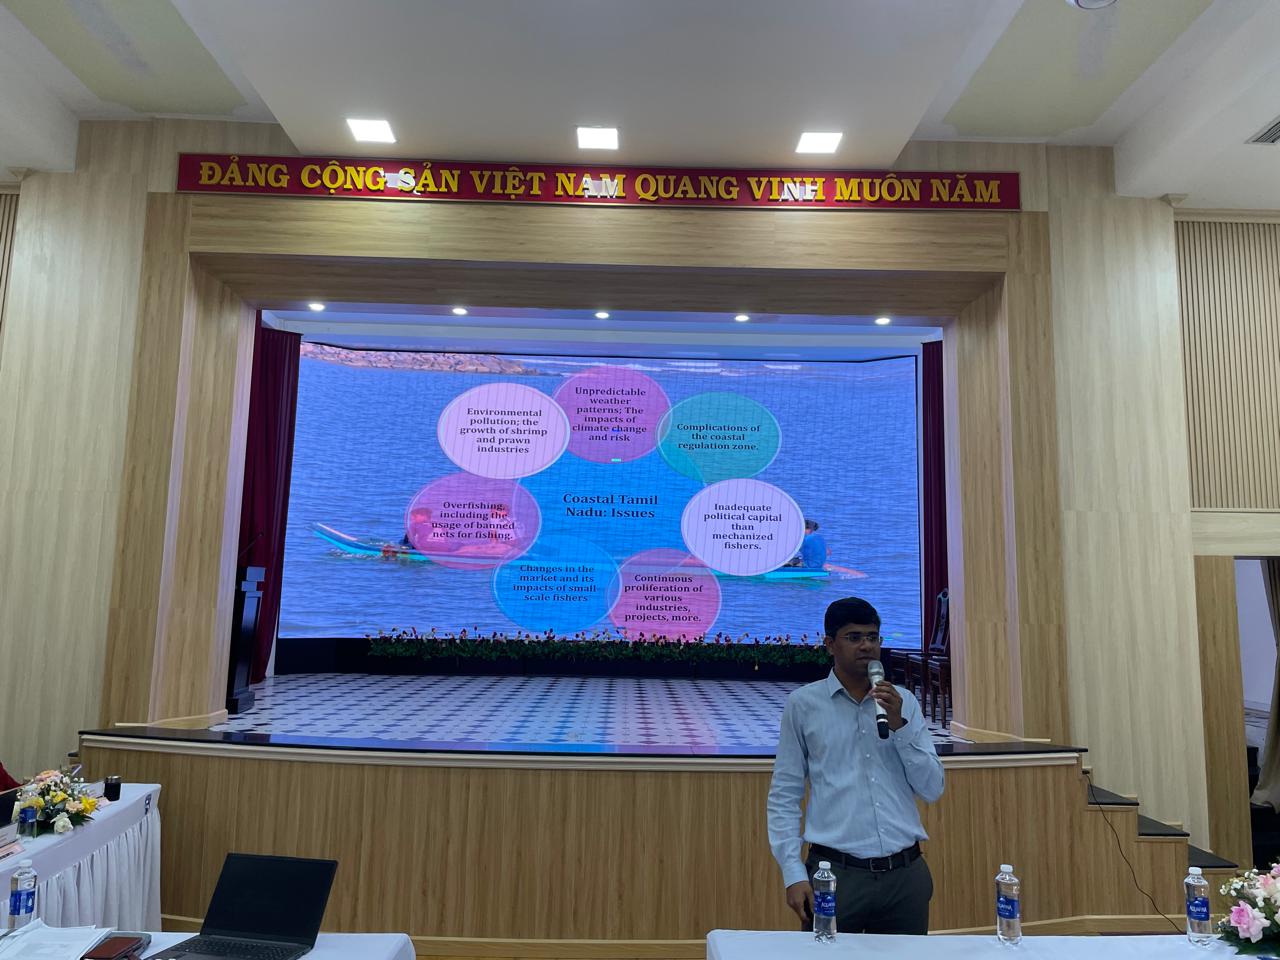 ĐẢNG CỘNG SẢN VIỆT NAM QUANG VINH MUÔN NĂM
Unpredictable
weather
patterns; The
impacts of
climate change
and risk
Environmental
pollution; the
growth of shrimp
and prawn
industries
Complications of
the coastal
regulation zone.
Coastal Tamil
Nadu: Issues
Overfishing,
including the
usage of banned
nets for fishing.
Inadequate
political capital
than
mechanized
fishers.
Changes in the
market and its
impacts of small
scale fishers
Continuous
proliferation of
various
industries,
projects, more.
AQUAFINA
AQUAFINA
AQUAFINA